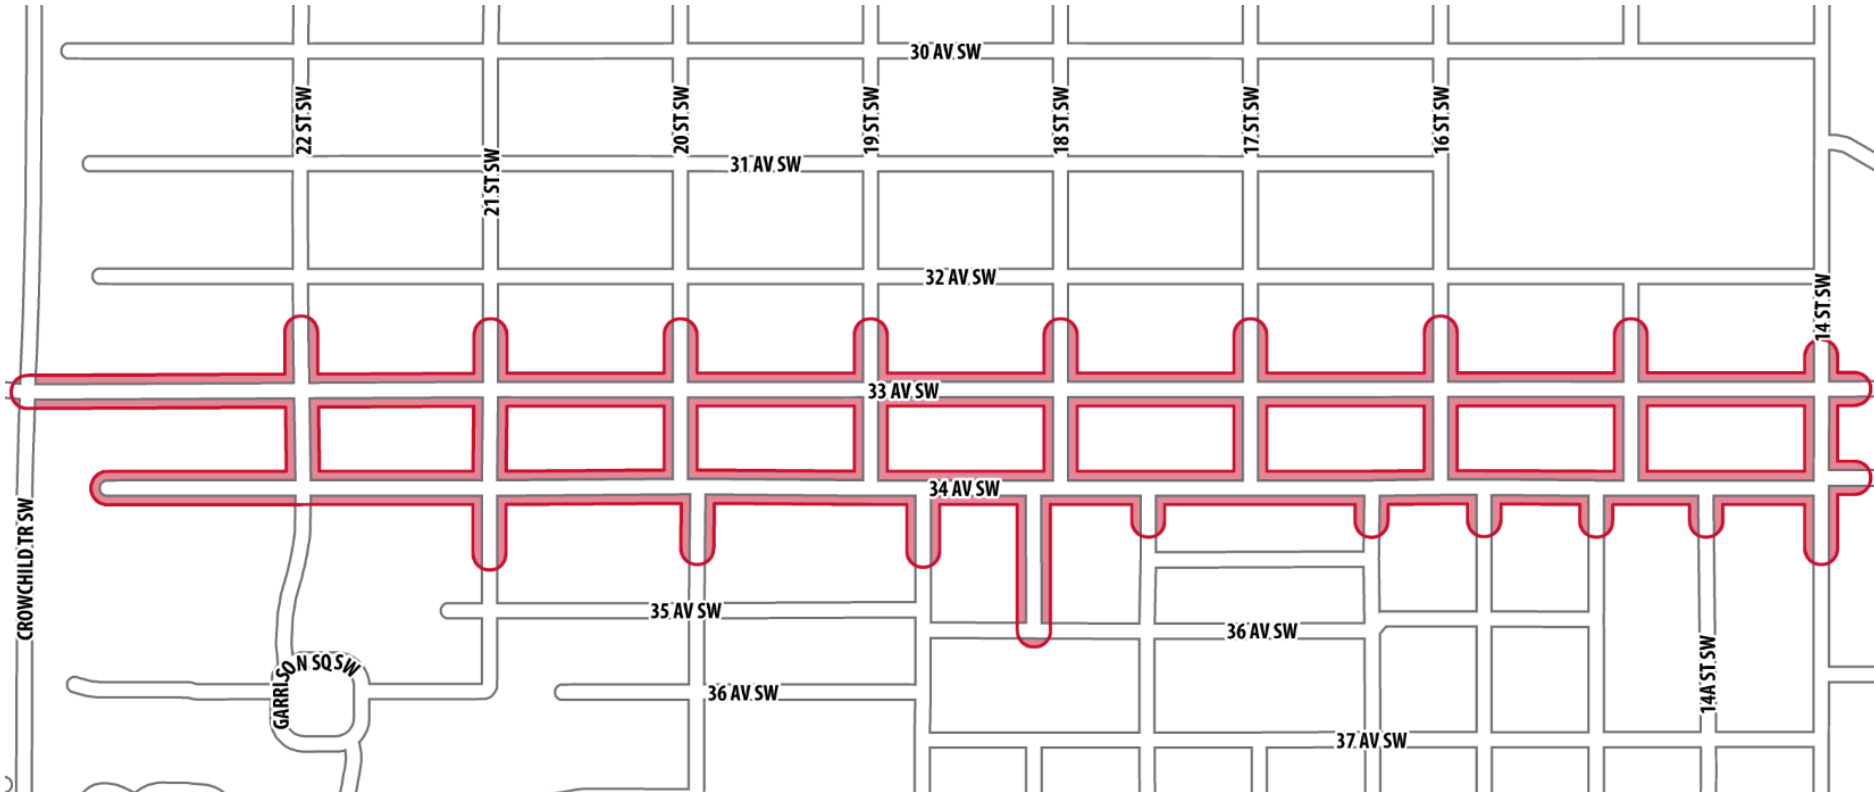 30 AV SW
22 ST SW
20 ST SW
19 ST SW
18 ST SW
17 ST SW
16 ST SW
31 AV SW
21 ST SW
32 AV SW
14 ST SW
33 AV SW
34 AV SW
CROWCHILD TR SW
35 AV SW
36 AV SW
GARRISON SQ SW
36 AV SW
14A ST SW
37 AV SW